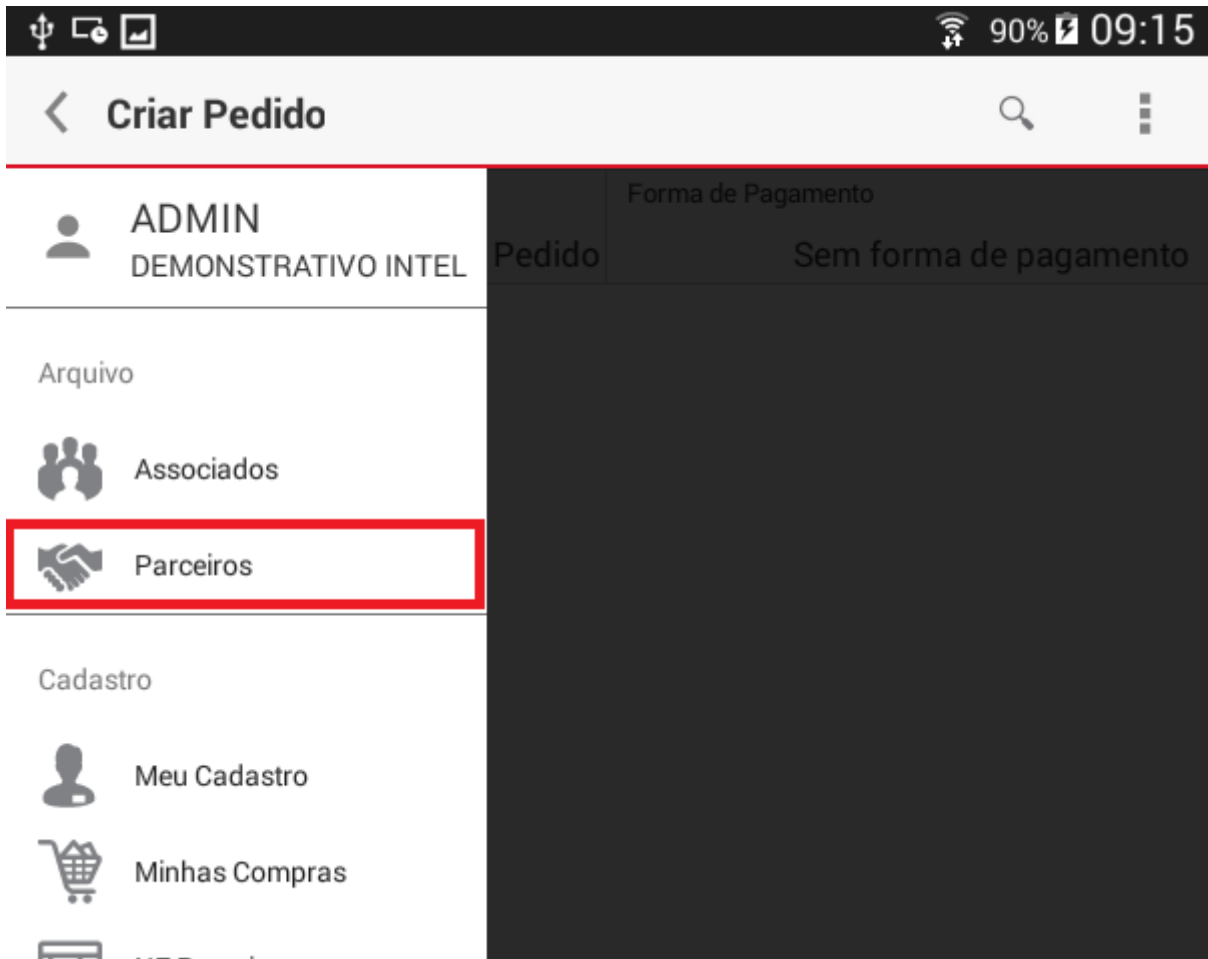 90% 09:15
Criar Pedido
ADMIN
DEMONSTRATIVO INTEL
Forma de Pagamento
Pedido
Sem forma de pagamento
Arquivo
Associados
Parceiros
Cadastro
Meu Cadastro
Minhas Compras